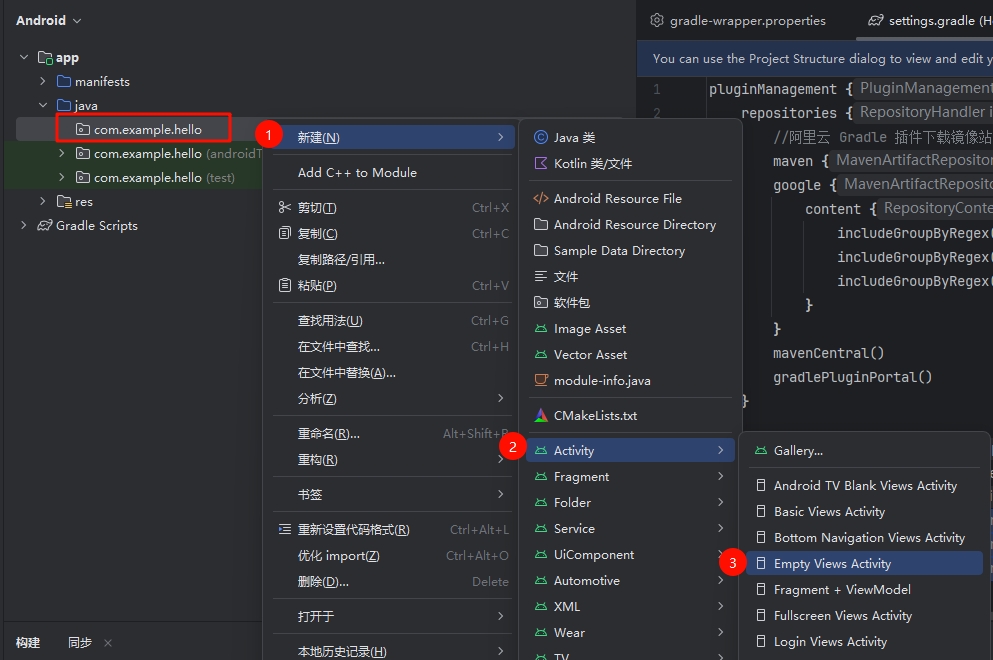 Android
app
manifests
java
com.example.hello
com.example.hello (androidT
com.example.hello (test)
res
Gradle Scripts
构建
同步
1
新建(N)
Add C++ to Module
剪切(T) Ctrl+X
复制(C) Ctrl+C
复制路径/引用...
粘贴(P) Ctrl+V
查找用法(U) Ctrl+G
在文件中查找... Ctrl+H
在文件中替换(A)...
分析(Z)
重命名(R)... Alt+Shift+R
重构(R)
书签
重新设置代码格式(R) Ctrl+Alt+L
优化 import(Z) Ctrl+Alt+O
删除(D)... Delete
打开于
本地历史记录(H)
Java 类
Kotlin 类/文件
Android Resource File
Android Resource Directory
Sample Data Directory
文件
软件包
Image Asset
Vector Asset
module-info.java
CMakeLists.txt
2
Activity
Fragment
Folder
Service
UiComponent
Automotive
XML
Wear
TV
Gallery...
Android TV Blank Views Activity
Basic Views Activity
Bottom Navigation Views Activity
3
Empty Views Activity
Fragment + ViewModel
Fullscreen Views Activity
Login Views Activity
gradle-wrapper.properties
settings.gradle (H
You can use the Project Structure dialog to view and edit y
1 pluginManagement { PluginManagement
2 repositories { RepositoryHandler i
//阿里云 Gradle 插件下载镜像站
maven { MavenArtifactRepositor
google { MavenArtifactReposito
content { RepositoryConte
includeGroupByRegex(
includeGroupByRegex(
includeGroupByRegex(
}
}
mavenCentral()
gradlePluginPortal()
}